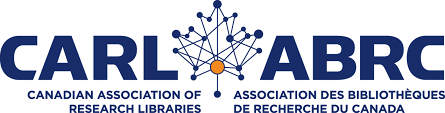 CARL ABRC
CANADIAN ASSOCIATION OF RESEARCH LIBRARIES
ASSOCIATION DES BIBLIOTHÈQUES DE RECHERCHE DU CANADA